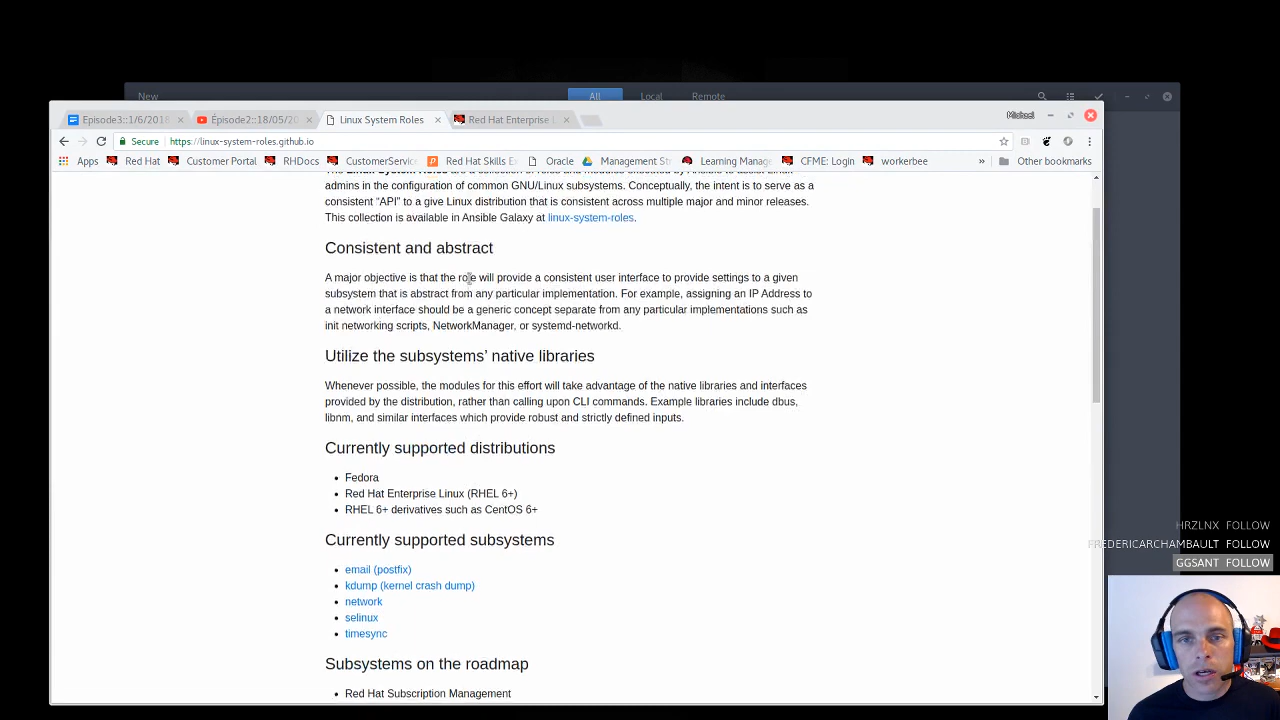 New
All
Local
Remote
Episode3::1/6/2018
Episode2::18/05/20
Linux System Roles
Red Hat Enterprise L
Michael
Secure
https://linux-system-roles.github.io
Apps
Red Hat
Customer Portal
RHDocs
CustomerService
Red Hat Skills Ex
Oracle
Management St
Learning Manag
CFME: Login
workerbee
»
Other bookmarks
The Linux System Roles are a collection of roles and modules executed by Ansible to assist Linux
admins in the configuration of common GNU/Linux subsystems. Conceptually, the intent is to serve as a
consistent “API” to a give Linux distribution that is consistent across multiple major and minor releases.
This collection is available in Ansible Galaxy at linux-system-roles.
Consistent and abstract
A major objective is that the role will provide a consistent user interface to provide settings to a given
subsystem that is abstract from any particular implementation. For example, assigning an IP Address to
a network interface should be a generic concept separate from any particular implementations such as
init networking scripts, NetworkManager, or systemd-networkd.
Utilize the subsystems’ native libraries
Whenever possible, the modules for this effort will take advantage of the native libraries and interfaces
provided by the distribution, rather than calling upon CLI commands. Example libraries include dbus,
libnm, and similar interfaces which provide robust and strictly defined inputs.
Currently supported distributions
• Fedora
• Red Hat Enterprise Linux (RHEL 6+)
• RHEL 6+ derivatives such as CentOS 6+
Currently supported subsystems
• email (postfix)
• kdump (kernel crash dump)
• network
• selinux
• timesync
Subsystems on the roadmap
• Red Hat Subscription Management
HRZLNX FOLLOW
FREDERICARCHAMBAULT FOLLOW
GGSANT FOLLOW